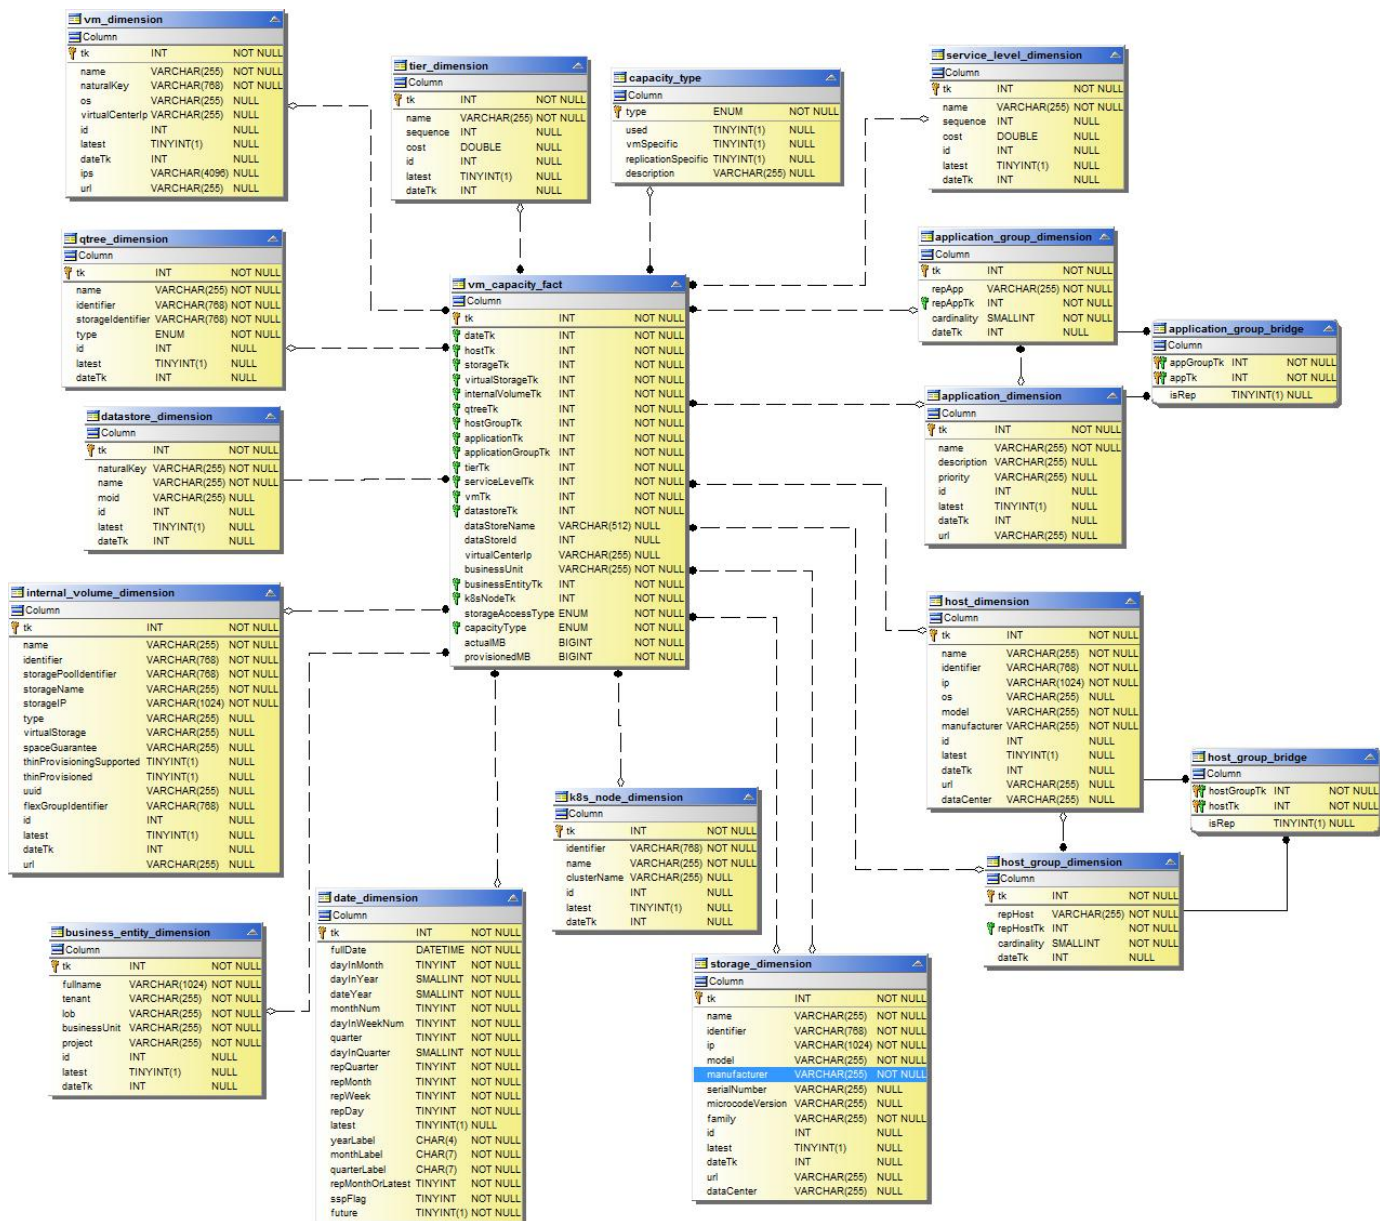 vm_dimension
Column
tk INT NOT NULL
name VARCHAR(255) NOT NULL
naturalKey VARCHAR(768) NOT NULL
os VARCHAR(255) NULL
virtualCenterIp VARCHAR(255) NULL
id INT NULL
latest TINYINT(1) NULL
dateTk INT NULL
ips VARCHAR(4096) NULL
url VARCHAR(255) NULL
tier_dimension
Column
tk INT NOT NULL
name VARCHAR(255) NOT NULL
sequence INT NULL
cost DOUBLE NULL
id INT NULL
latest TINYINT(1) NULL
dateTk INT NULL
capacity_type
Column
type ENUM NOT NULL
used TINYINT(1) NULL
vmSpecific TINYINT(1) NULL
replicationSpecific TINYINT(1) NULL
description VARCHAR(255) NULL
service_level_dimension
Column
tk INT NOT NULL
name VARCHAR(255) NOT NULL
sequence INT NULL
cost DOUBLE NULL
id INT NULL
latest TINYINT(1) NULL
dateTk INT NULL
qtree_dimension
Column
tk INT NOT NULL
name VARCHAR(255) NOT NULL
identifier VARCHAR(768) NOT NULL
storageIdentifier VARCHAR(768) NOT NULL
type ENUM NOT NULL
id INT NULL
latest TINYINT(1) NULL
dateTk INT NULL
vm_capacity_fact
Column
tk INT NOT NULL
dateTk INT NOT NULL
hostTk INT NOT NULL
storageTk INT NOT NULL
virtualStorageTk INT NOT NULL
internalVolumeTk INT NOT NULL
qtreeTk INT NOT NULL
hostGroupTk INT NOT NULL
applicationTk INT NOT NULL
applicationGroupTk INT NOT NULL
tierTk INT NOT NULL
serviceLevelTk INT NOT NULL
vmTk INT NOT NULL
datastoreTk INT NOT NULL
dataStoreName VARCHAR(512) NULL
dataStoreId INT NULL
virtualCenterIp VARCHAR(255) NULL
businessUnit VARCHAR(255) NOT NULL
businessEntityTk INT NOT NULL
k8sNodeTk INT NOT NULL
storageAccessType ENUM NOT NULL
capacityType ENUM NOT NULL
actualMB BIGINT NOT NULL
provisionedMB BIGINT NOT NULL
application_group_dimension
Column
tk INT NOT NULL
repApp VARCHAR(255) NOT NULL
repAppTk INT NOT NULL
cardinality SMALLINT NOT NULL
dateTk INT NULL
application_group_bridge
Column
appGroupTk INT NOT NULL
appTk INT NOT NULL
isRep TINYINT(1) NULL
application_dimension
Column
tk INT NOT NULL
name VARCHAR(255) NOT NULL
description VARCHAR(255) NULL
priority VARCHAR(255) NULL
id INT NULL
latest TINYINT(1) NULL
dateTk INT NULL
url VARCHAR(255) NULL
datastore_dimension
Column
tk INT NOT NULL
naturalKey VARCHAR(255) NOT NULL
name VARCHAR(255) NOT NULL
moid VARCHAR(255) NULL
id INT NULL
latest TINYINT(1) NULL
dateTk INT NULL
internal_volume_dimension
Column
tk INT NOT NULL
name VARCHAR(255) NOT NULL
identifier VARCHAR(768) NOT NULL
storagePoolIdentifier VARCHAR(768) NOT NULL
storageName VARCHAR(255) NOT NULL
storageIP VARCHAR(1024) NOT NULL
type VARCHAR(255) NULL
virtualStorage VARCHAR(255) NULL
spaceGuarantee VARCHAR(255) NULL
thinProvisioningSupported TINYINT(1) NULL
thinProvisioned TINYINT(1) NULL
uuid VARCHAR(255) NULL
flexGroupIdentifier VARCHAR(768) NULL
id INT NULL
latest TINYINT(1) NULL
dateTk INT NULL
url VARCHAR(255) NULL
host_dimension
Column
tk INT NOT NULL
name VARCHAR(255) NOT NULL
identifier VARCHAR(768) NOT NULL
ip VARCHAR(1024) NOT NULL
os VARCHAR(255) NULL
model VARCHAR(255) NOT NULL
manufacturer VARCHAR(255) NOT NULL
id INT NULL
latest TINYINT(1) NULL
dateTk INT NULL
url VARCHAR(255) NULL
dataCenter VARCHAR(255) NULL
host_group_bridge
Column
hostGroupTk INT NOT NULL
hostTk INT NOT NULL
isRep TINYINT(1) NULL
k8s_node_dimension
Column
tk INT NOT NULL
identifier VARCHAR(768) NOT NULL
name VARCHAR(255) NOT NULL
clusterName VARCHAR(255) NULL
id INT NULL
latest TINYINT(1) NULL
dateTk INT NULL
host_group_dimension
Column
tk INT NOT NULL
repHost VARCHAR(255) NOT NULL
repHostTk INT NOT NULL
cardinality SMALLINT NOT NULL
dateTk INT NULL
business_entity_dimension
Column
tk INT NOT NULL
fullname VARCHAR(1024) NOT NULL
tenant VARCHAR(255) NOT NULL
lob VARCHAR(255) NOT NULL
businessUnit VARCHAR(255) NOT NULL
project VARCHAR(255) NOT NULL
id INT NULL
latest TINYINT(1) NULL
dateTk INT NULL
date_dimension
Column
tk INT NOT NULL
fullDate DATETIME NOT NULL
dayInMonth TINYINT NOT NULL
dayInYear SMALLINT NOT NULL
dateYear SMALLINT NOT NULL
monthNum TINYINT NOT NULL
dayInWeekNum TINYINT NOT NULL
quarter TINYINT NOT NULL
dayInQuarter SMALLINT NOT NULL
repQuarter TINYINT NOT NULL
repMonth TINYINT NOT NULL
repWeek TINYINT NOT NULL
repDay TINYINT NOT NULL
latest TINYINT(1) NULL
yearLabel CHAR(4) NOT NULL
monthLabel CHAR(7) NOT NULL
quarterLabel CHAR(7) NOT NULL
repMonthOrLatest TINYINT NOT NULL
sspFlag TINYINT NOT NULL
future TINYINT(1) NOT NULL
storage_dimension
Column
tk INT NOT NULL
name VARCHAR(255) NOT NULL
identifier VARCHAR(768) NOT NULL
ip VARCHAR(1024) NOT NULL
model VARCHAR(255) NOT NULL
manufacturer VARCHAR(255) NOT NULL
serialNumber VARCHAR(255) NULL
microcodeVersion VARCHAR(255) NULL
family VARCHAR(255) NOT NULL
id INT NULL
latest TINYINT(1) NULL
dateTk INT NULL
url VARCHAR(255) NULL
dataCenter VARCHAR(255) NULL